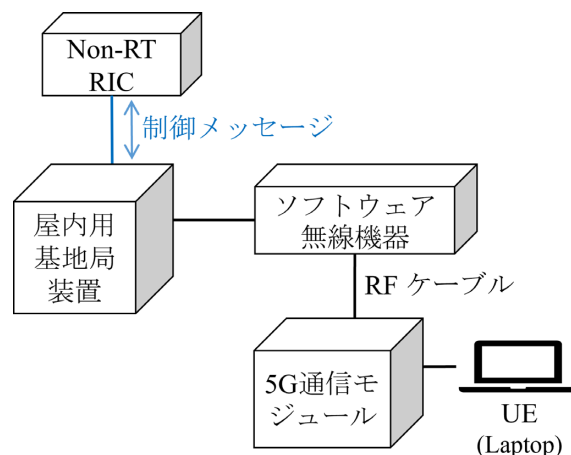 Non-RT
RIC
制御メッセージ
屋内用
基地局
装置
ソフトウェア
無線機器
RF ケーブル
5G通信モ
ジュール
UE
(Laptop)